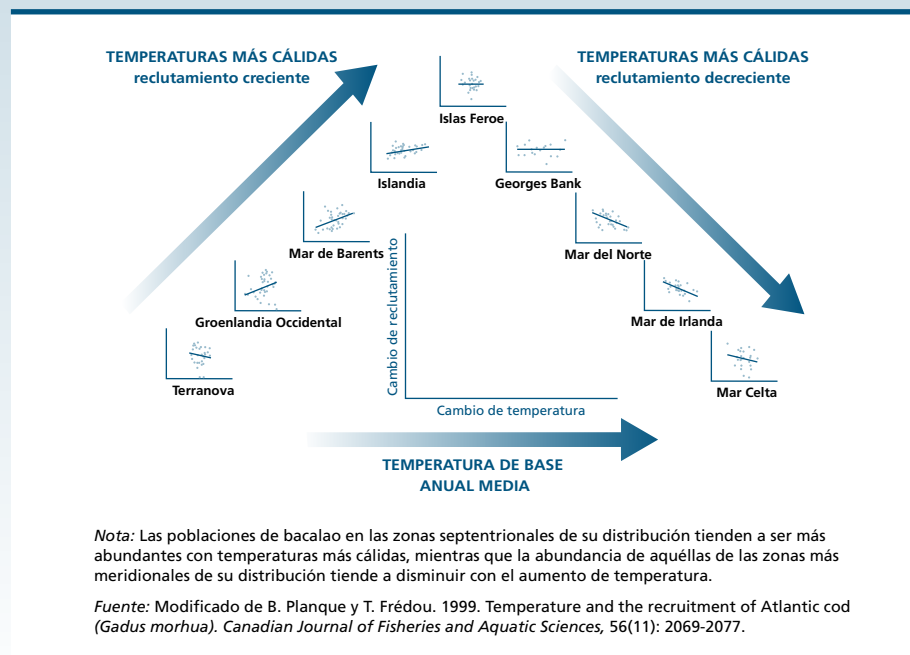 TEMPERATURAS MÁS CÁLIDAS
reclutamiento creciente
TEMPERATURAS MÁS CÁLIDAS
reclutamiento decreciente
Islas Feroe
Islandia
Georges Bank
Mar de Barents
Mar del Norte
Groenlandia Occidental
Mar de Irlanda
Terranova
Mar Celta
Cambio de reclutamiento
Cambio de temperatura
TEMPERATURA DE BASE
ANUAL MEDIA
Nota: Las poblaciones de bacalao en las zonas septentrionales de su distribución tienden a ser más
abundantes con temperaturas más cálidas, mientras que la abundancia de aquéllas de las zonas más
meridionales de su distribución tiende a disminuir con el aumento de temperatura.
Fuente: Modificado de B. Planque y T. Frédou. 1999. Temperature and the recruitment of Atlantic cod
(Gadus morhua). Canadian Journal of Fisheries and Aquatic Sciences, 56(11): 2069-2077.